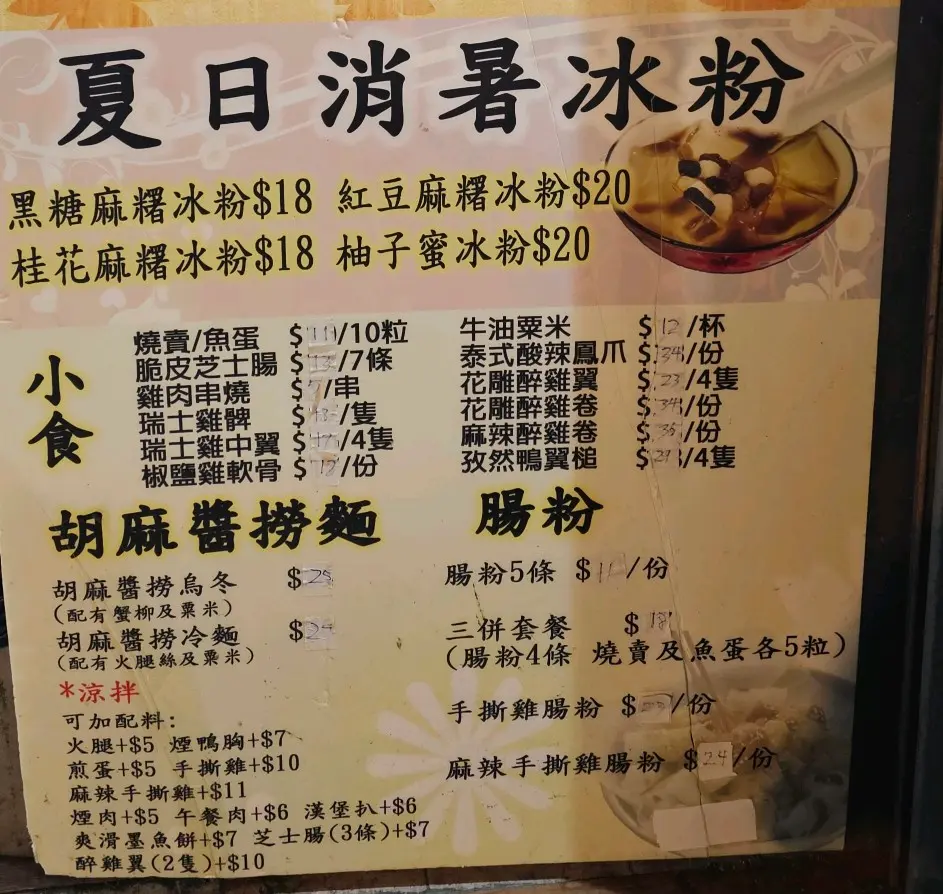 夏日消暑冰粉
黑糖麻糬冰粉$18 紅豆麻糬冰粉$20
桂花麻糬冰粉$18 柚子蜜冰粉$20
小食
燒賣/魚蛋 $ /10粒
脆皮芝士腸 $ /7條
雞肉串燒 $ /串
瑞士雞髀 $ /隻
瑞士雞中翼 $ /4隻
椒鹽雞軟骨 $ /份
牛油粟米 $12/杯
泰式酸辣鳳爪 $34/份
花雕醉雞翼 $23/4隻
花雕醉雞卷 $34/份
麻辣醉雞卷 $ /份
孜然鴨翼槌 $ /4隻
胡麻醬撈麵
胡麻醬撈烏冬 $25
(配有蟹柳及粟米)
胡麻醬撈冷麵 $
(配有火腿絲及粟米)
*涼拌
可加配料:
火腿+$5 煙鴨胸+$7
煎蛋+$5 手撕雞+$10
麻辣手撕雞+$11
煙肉+$5 午餐肉+$6 漢堡扒+$6
爽滑墨魚餅+$7 芝士腸(3條)+$7
醉雞翼(2隻)+$10
腸粉
腸粉5條 $11/份
三併套餐 $18
(腸粉4條 燒賣及魚蛋各5粒)
手撕雞腸粉 $ /份
麻辣手撕雞腸粉 $24/份